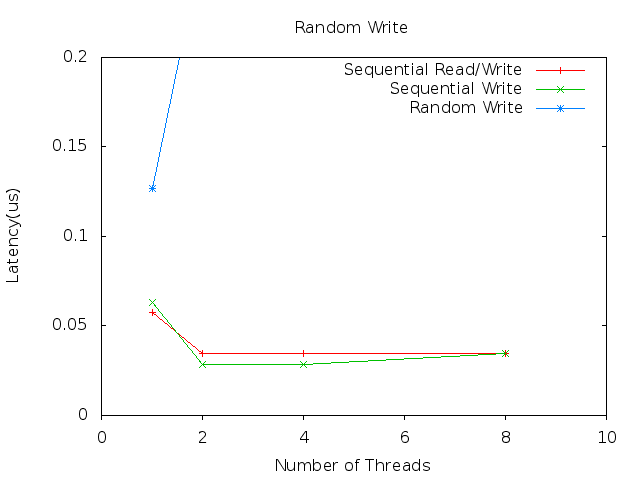 Random Write
Sequential Read/Write
Sequential Write
Random Write
0.2
0.15
0.1
0.05
0
Latency(us)
0 2 4 6 8 10
Number of Threads